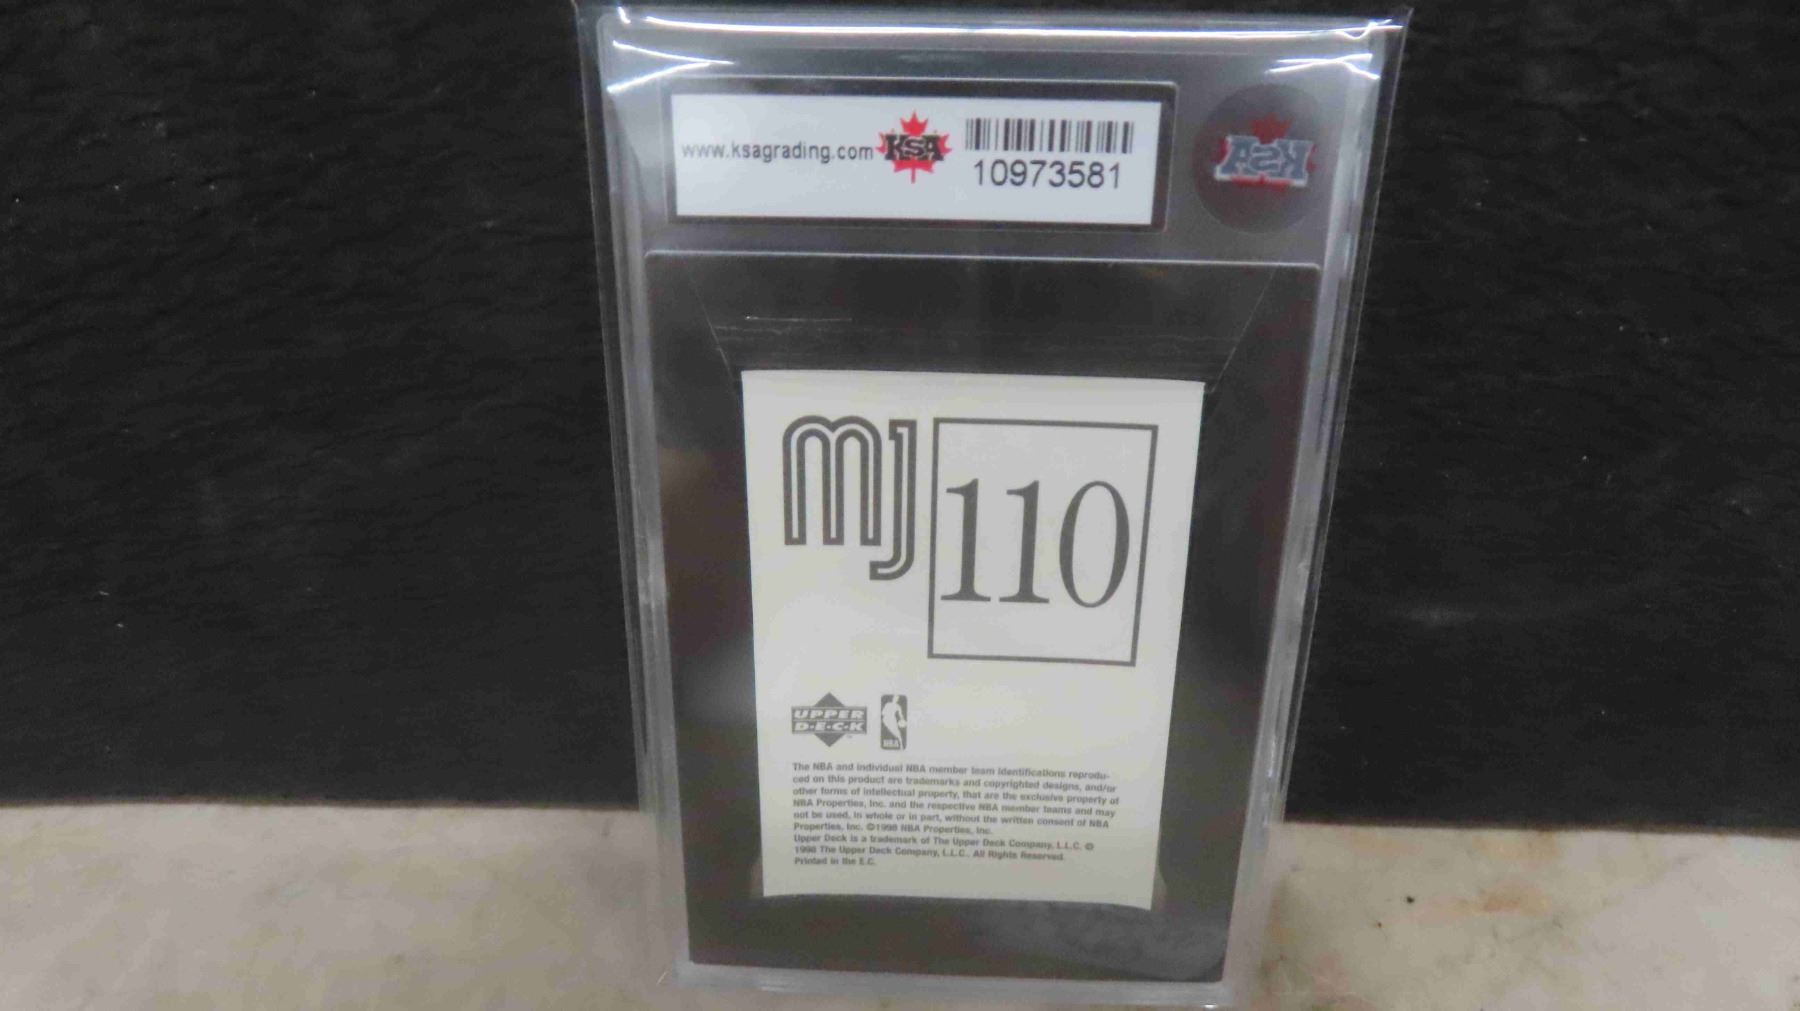 www.ksagrading.com KSA
10973581
KSA
MJ 110
UPPER
D·E·C·K
NBA
The NBA and individual NBA member team identifications reprodu-
ced on this product are trademarks and copyrighted designs, and/or
other forms of intellectual property, that are the exclusive property of
NBA Properties, Inc. and the respective NBA member teams and may
not be used, in whole or in part, without the written consent of NBA
Properties, Inc. ©1998 NBA Properties, Inc.
Upper Deck is a trademark of The Upper Deck Company, L.L.C. ©
1998 The Upper Deck Company, L.L.C. All Rights Reserved.
Printed in the E.C.